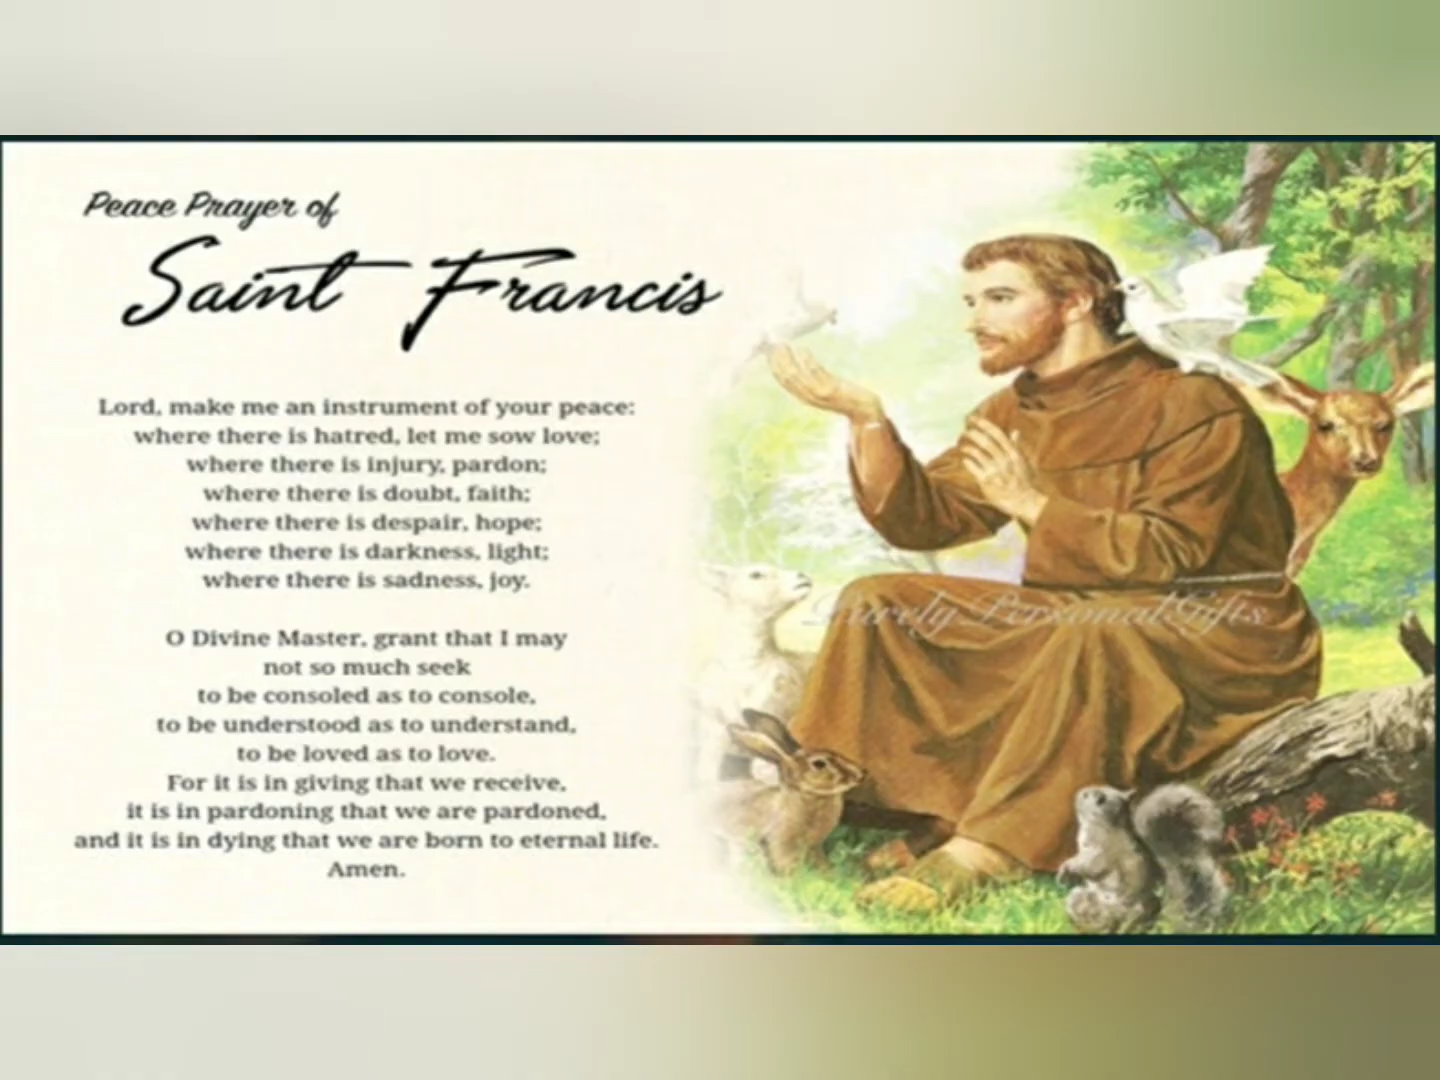 Peace Prayer of
Saint Francis
Lord, make me an instrument of your peace:
where there is hatred, let me sow love;
where there is injury, pardon;
where there is doubt, faith;
where there is despair, hope;
where there is darkness, light;
where there is sadness, joy.
O Divine Master, grant that I may
not so much seek
to be consoled as to console,
to be understood as to understand,
to be loved as to love.
For it is in giving that we receive,
it is in pardoning that we are pardoned,
and it is in dying that we are born to eternal life.
Amen.
PersonalGifts